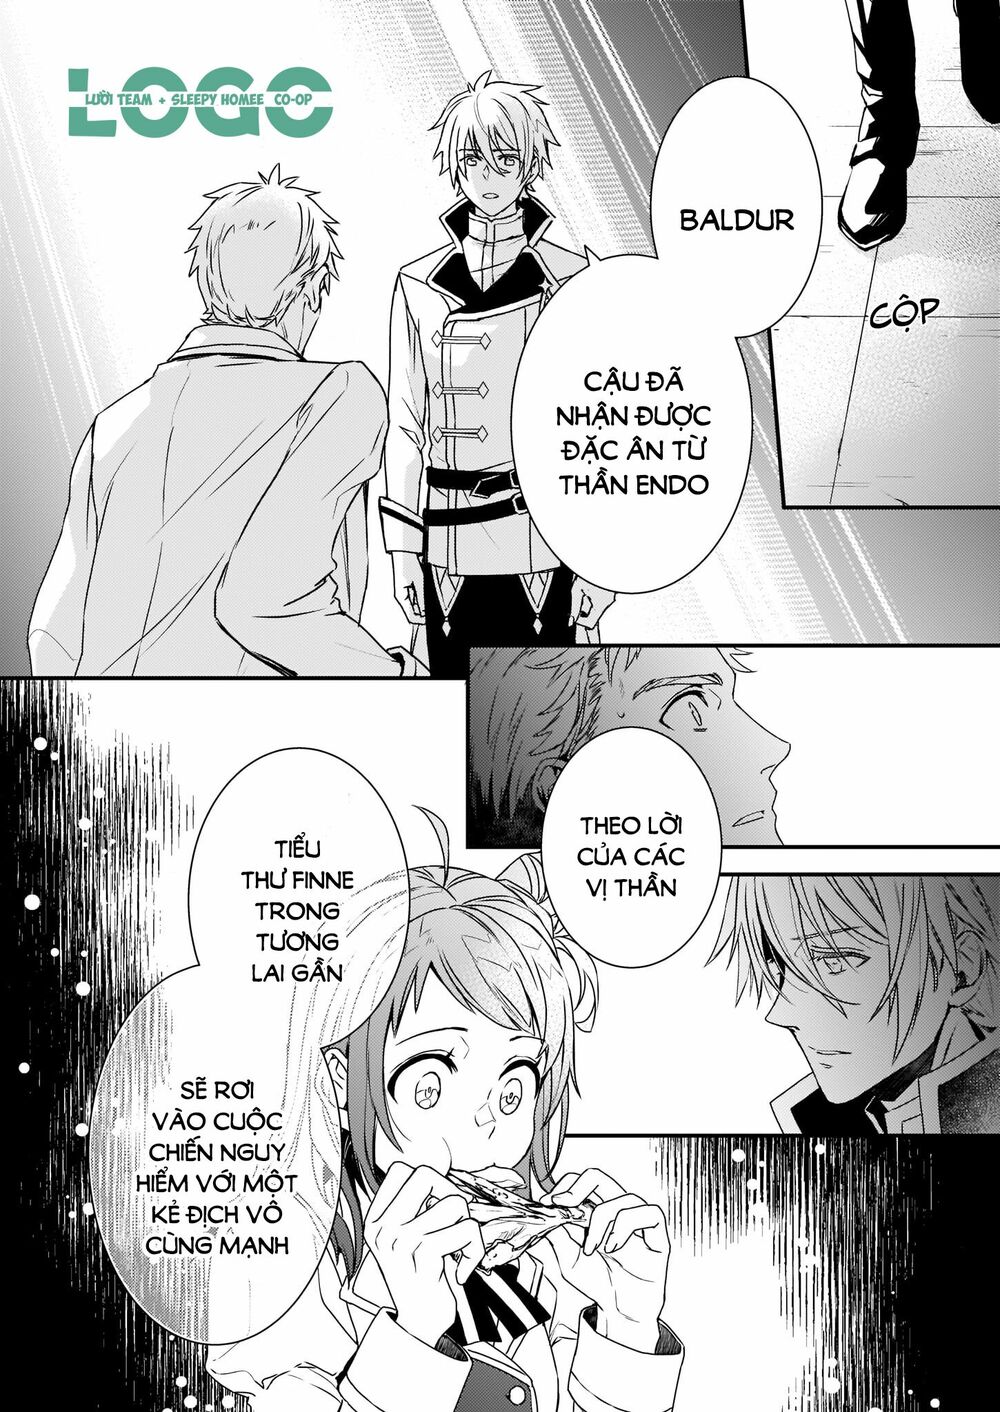 LOGO
LƯỜI TEAM + SLEEPY HOMEE CO-OP
BALDUR
CỘP
CẬU ĐÃ
NHẬN ĐƯỢC
ĐẶC ÂN TỪ
THẦN ENDO
THEO LỜI
CỦA CÁC
VỊ THẦN
TIỂU
THƯ FINNE
TRONG
TƯƠNG
LAI GẦN
SẼ RƠI
VÀO CUỘC
CHIẾN NGUY
HIỂM VỚI MỘT
KẺ ĐỊCH VÔ
CÙNG MẠNH